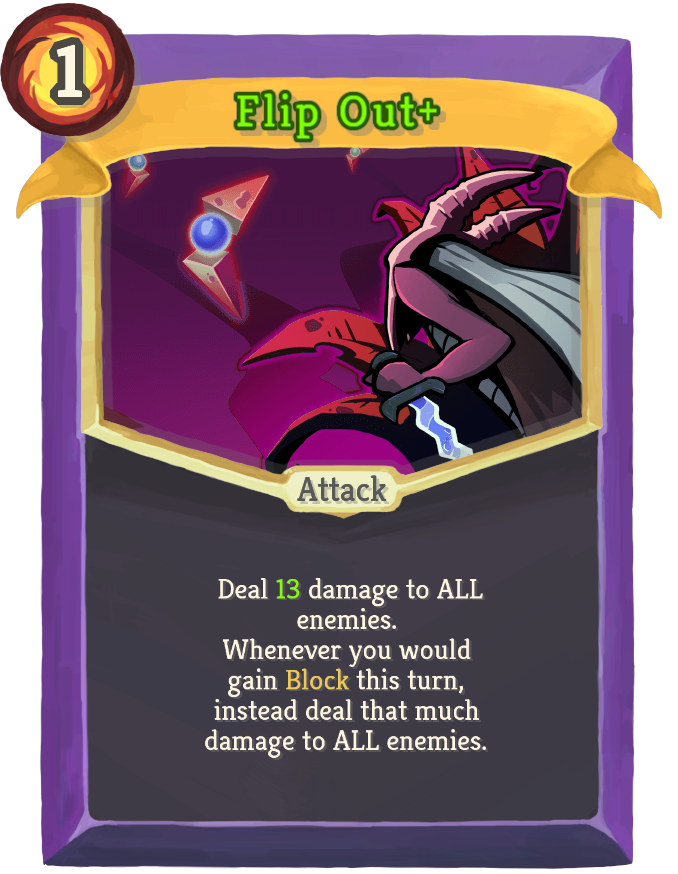 1
Flip Out+
Attack
Deal 13 damage to ALL
enemies.
Whenever you would
gain Block this turn,
instead deal that much
damage to ALL enemies.